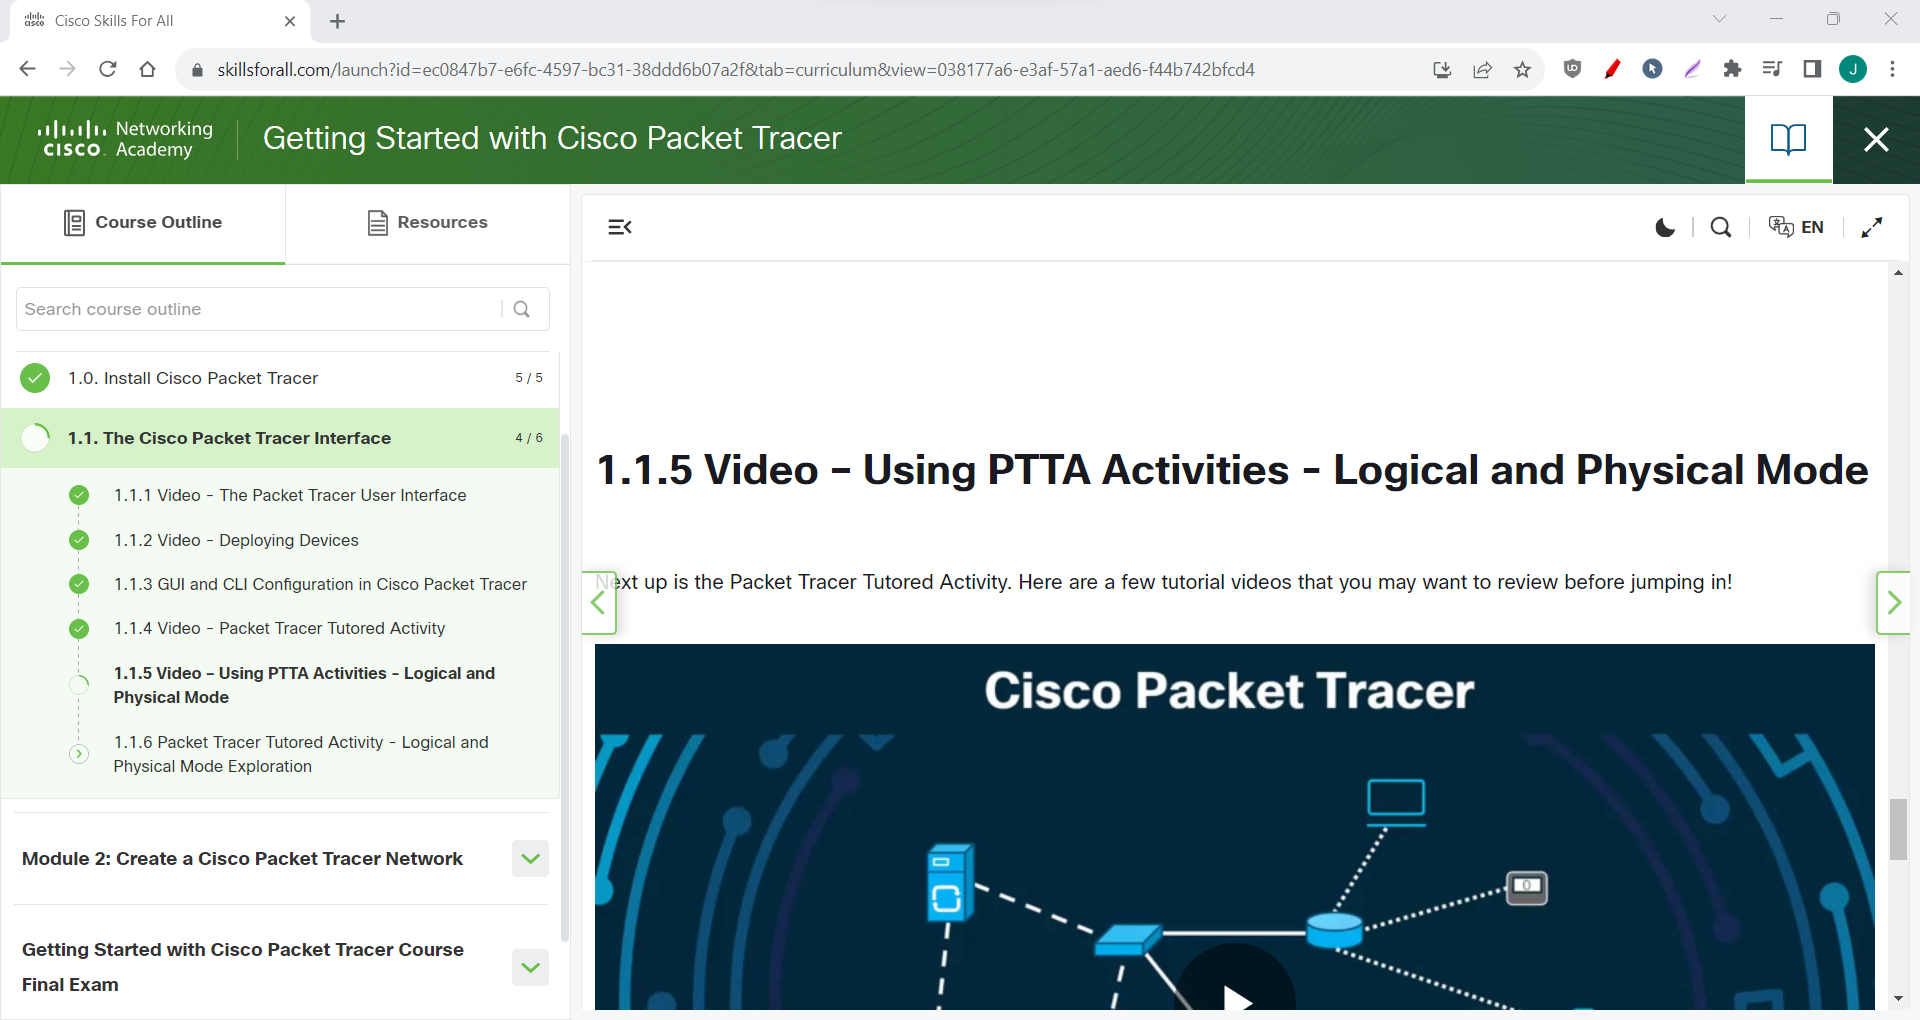 Cisco Skills For All
skillsforall.com/launch?id=ec0847b7-e6fc-4597-bc31-38ddd6b07a2f&tab=curriculum&view=038177a6-e3af-57a1-aed6-f44b742bfcd4
J
CISCO Networking Academy
Getting Started with Cisco Packet Tracer
Course Outline
Resources
EN
Search course outline
1.0. Install Cisco Packet Tracer 5 / 5
1.1. The Cisco Packet Tracer Interface 4 / 6
1.1.1 Video - The Packet Tracer User Interface
1.1.2 Video - Deploying Devices
1.1.3 GUI and CLI Configuration in Cisco Packet Tracer
1.1.4 Video - Packet Tracer Tutored Activity
1.1.5 Video – Using PTTA Activities - Logical and
Physical Mode
1.1.6 Packet Tracer Tutored Activity - Logical and
Physical Mode Exploration
Module 2: Create a Cisco Packet Tracer Network
Getting Started with Cisco Packet Tracer Course
Final Exam
1.1.5 Video – Using PTTA Activities - Logical and Physical Mode
Next up is the Packet Tracer Tutored Activity. Here are a few tutorial videos that you may want to review before jumping in!
Cisco Packet Tracer